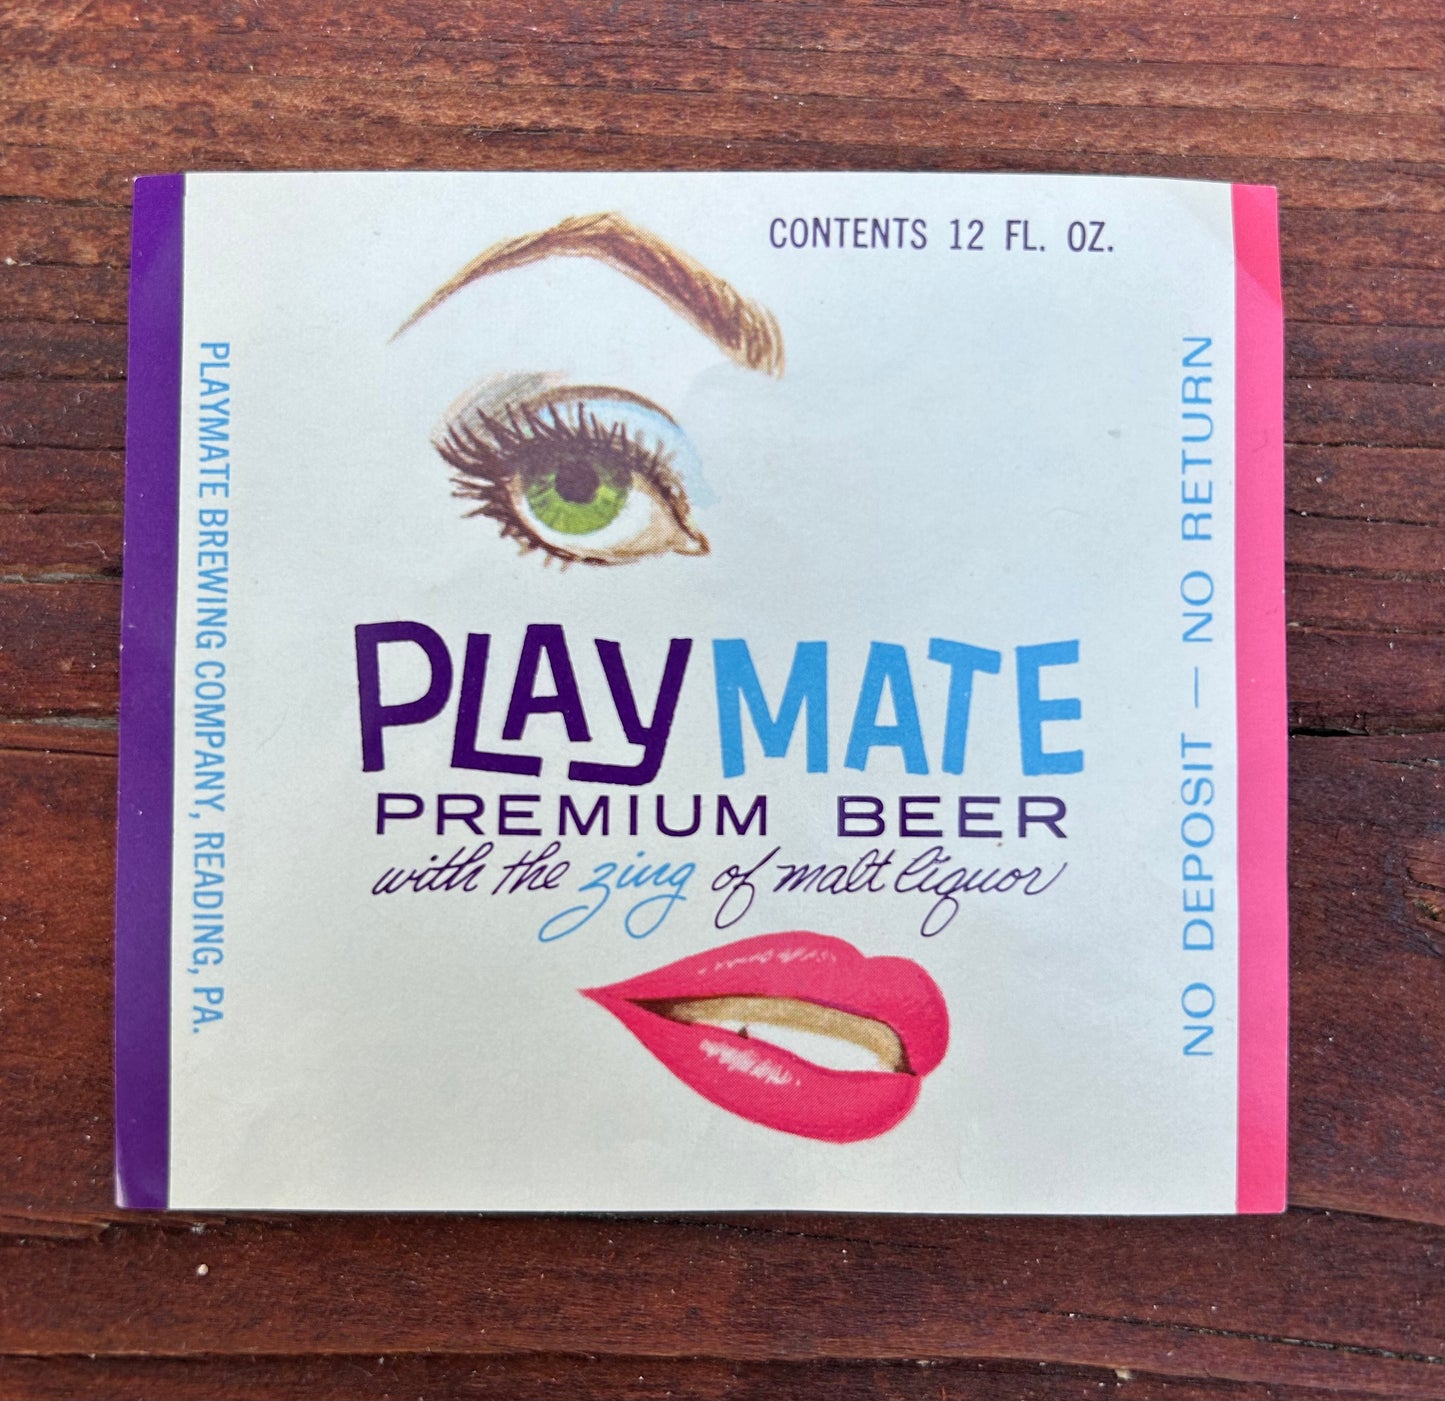 CONTENTS 12 FL. OZ.
PLAYMATE BREWING COMPANY, READING, PA.
PLAYMATE
PREMIUM BEER
with the zing of malt liquor
NO DEPOSIT — NO RETURN